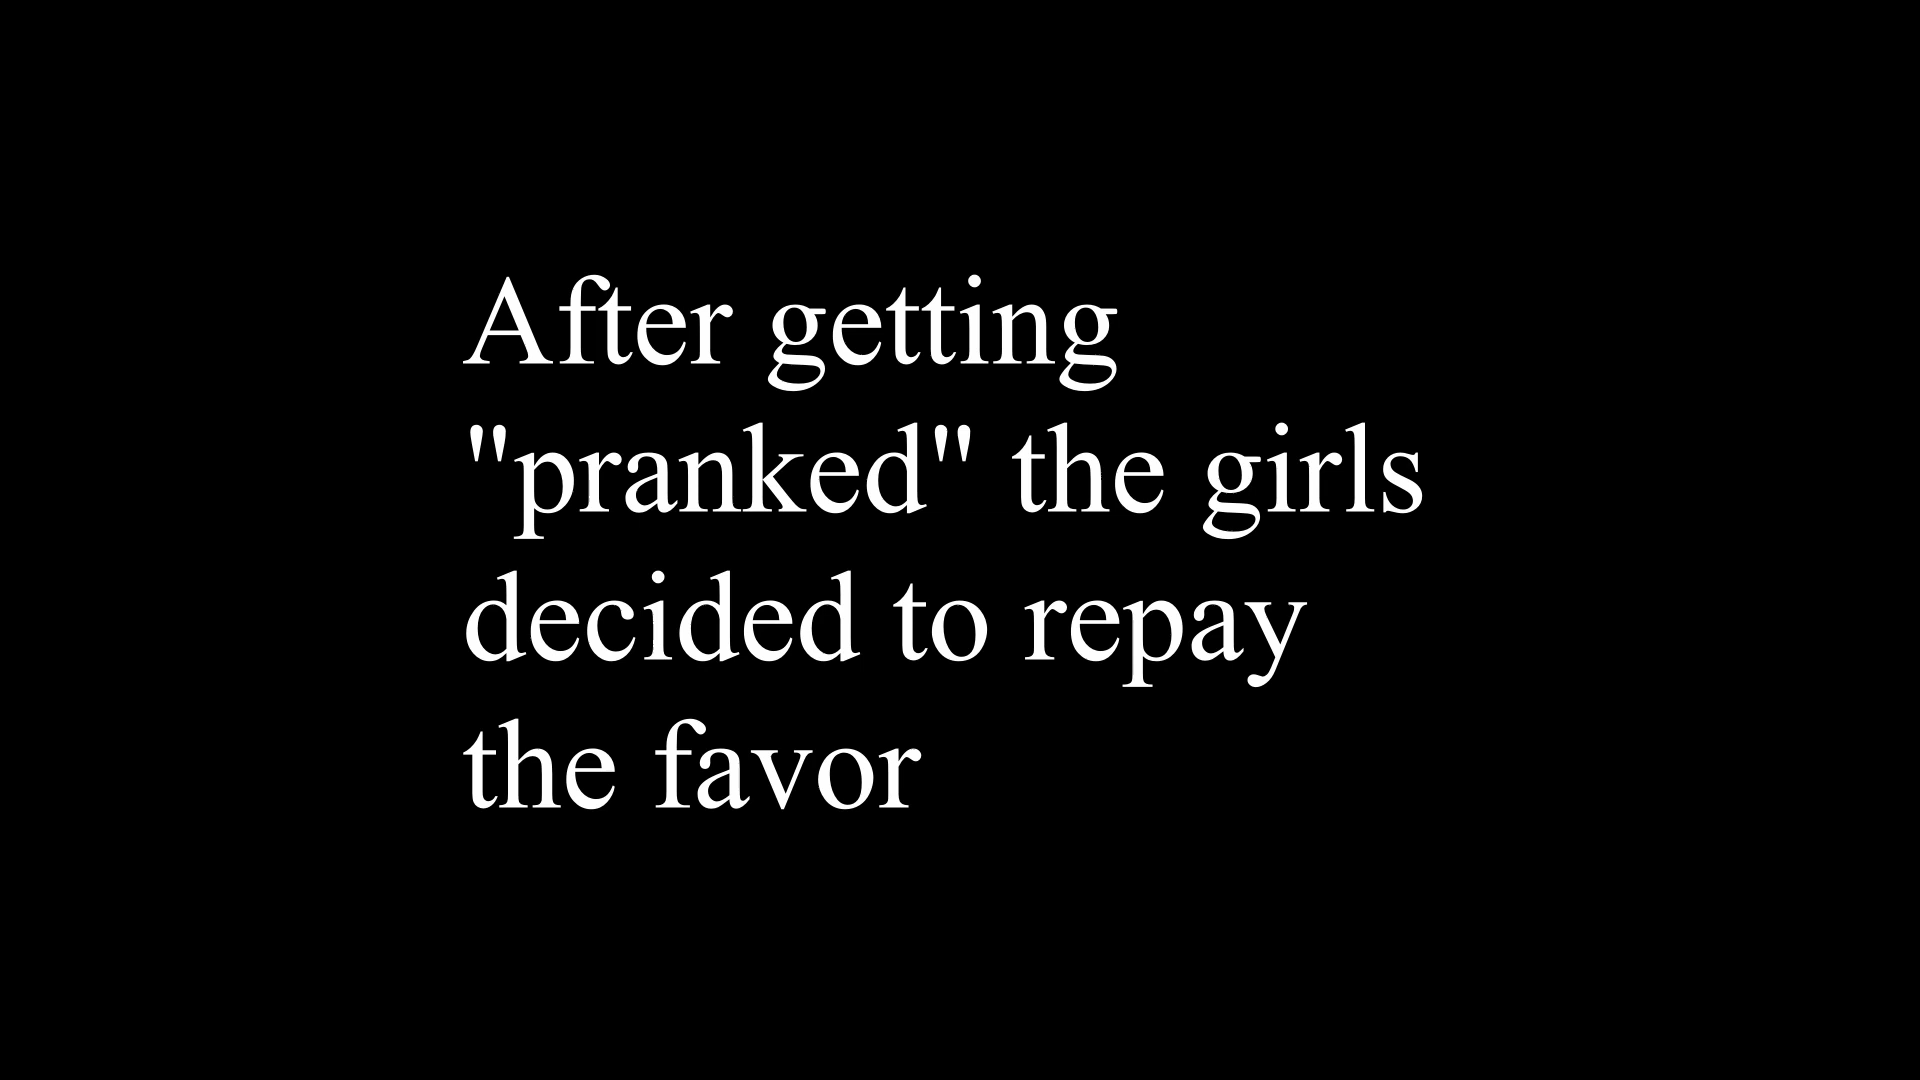 After getting
"pranked" the girls
decided to repay
the favor